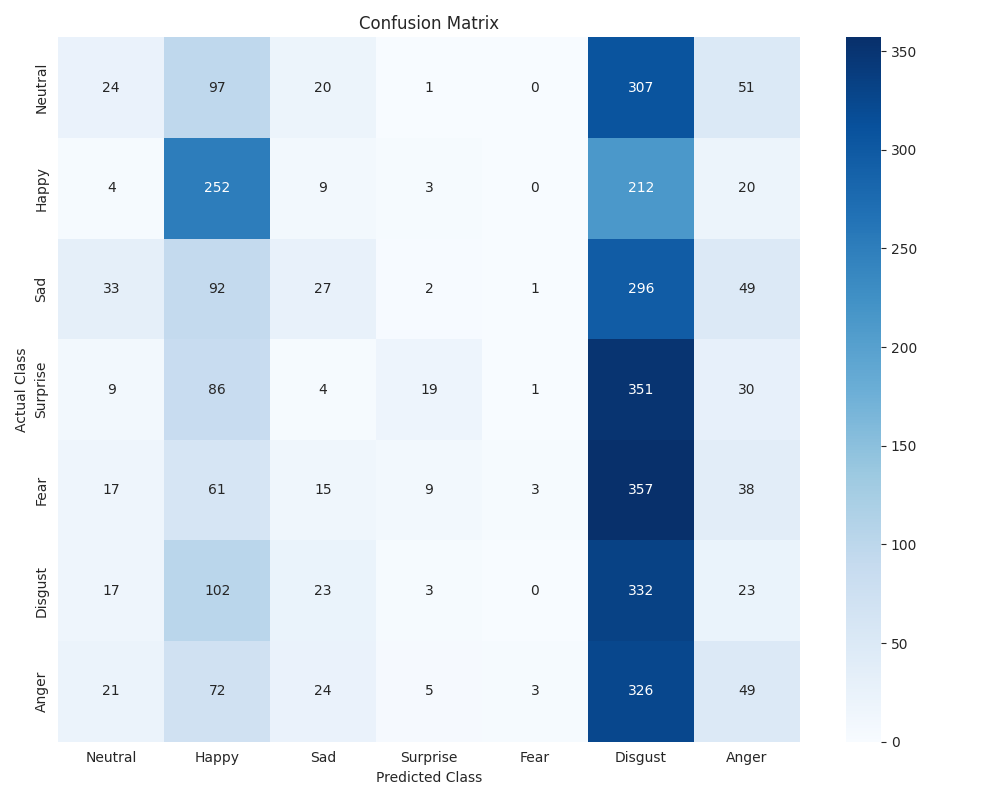 Confusion Matrix
Actual Class
Neutral 24 97 20 1 0 307 51
Happy 4 252 9 3 0 212 20
Sad 33 92 27 2 1 296 49
Surprise 9 86 4 19 1 351 30
Fear 17 61 15 9 3 357 38
Disgust 17 102 23 3 0 332 23
Anger 21 72 24 5 3 326 49
Neutral Happy Sad Surprise Fear Disgust Anger
Predicted Class
350
300
250
200
150
100
50
0